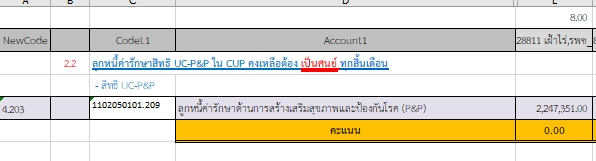 A B C D E
8.00
NewCode CodeL1 Account1 28811 เฝ้าไร่,รพช_
2.2 ลูกหนี้ค่ารักษาสิทธิ UC-P&P ใน CUP คงเหลือต้อง เป็นศูนย์ ทุกสิ้นเดือน
- สิทธิ UC-P&P
4.203 1102050101.209 ลูกหนี้ค่ารักษาด้านการสร้างเสริมสุขภาพและป้องกันโรค (P&P) 2,247,351.00
คะแนน 0.00